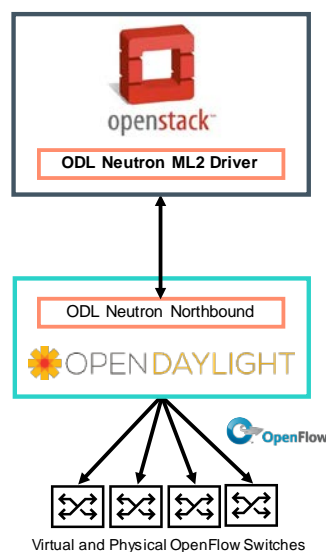 openstack
ODL Neutron ML2 Driver
ODL Neutron Northbound
OPENDAYLIGHT
OpenFlow
Virtual and Physical OpenFlow Switches